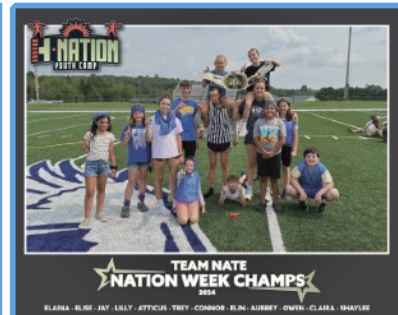 H·NATION
YOUTH CAMP
TEAM NATE
NATION WEEK CHAMPS
2024
ELAINA · ELISE · JAY · LILLY · ATTICUS · TREY · CONNOR · ELIN · AUBREY · OWEN · CLAIRA · SHAYLEE